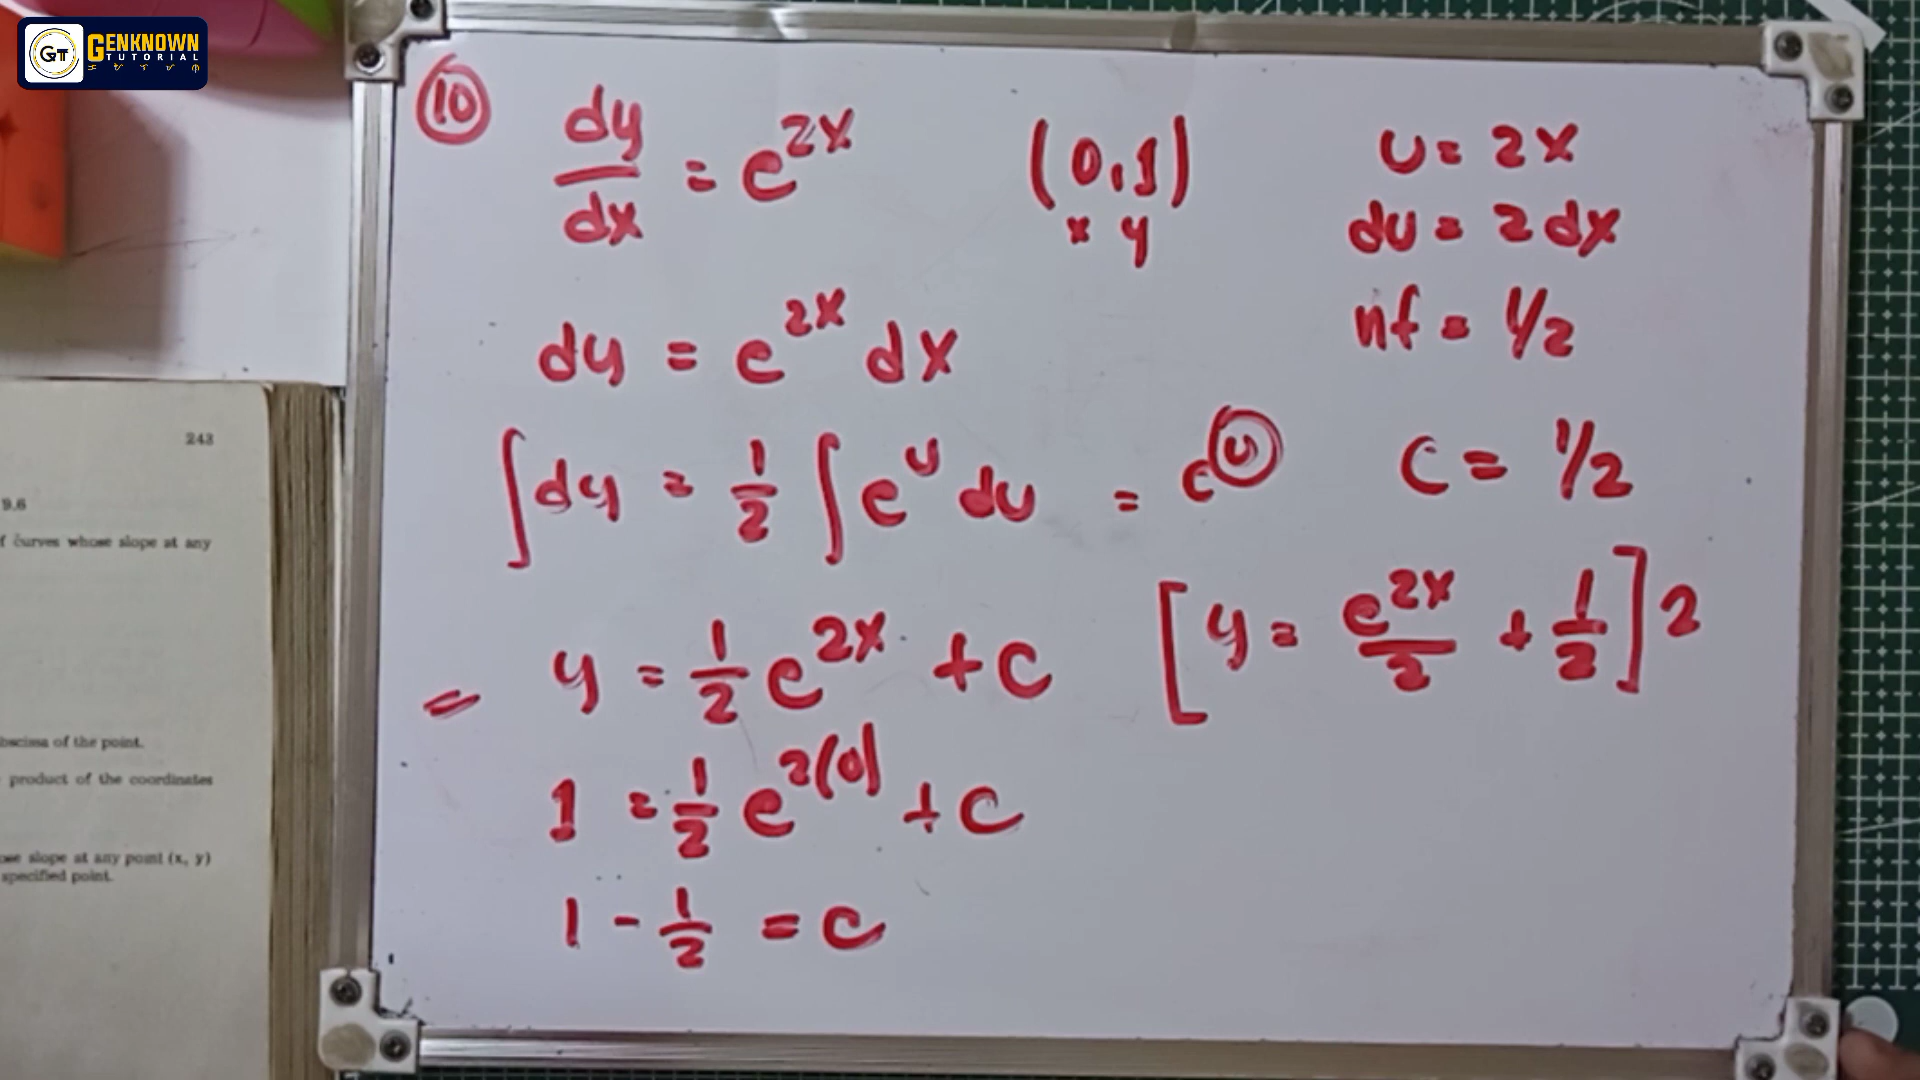 GT GENKNOWN
TUTORIAL
10
dy/dx = e^{2x}
(0,1)
x y
u = 2x
du = 2dx
nf = 1/2
dy = e^{2x} dx
∫dy = 1/2 ∫ e^u du = e^u
C = 1/2
= y = 1/2 e^{2x} + C
[y = e^{2x}/2 + 1/2] 2
1 = 1/2 e^{2(0)} + C
1 - 1/2 = C
243
9.6
f curves whose slope at any
bscissa of the point.
product of the coordinates
ose slope at any point (x, y)
specified point.